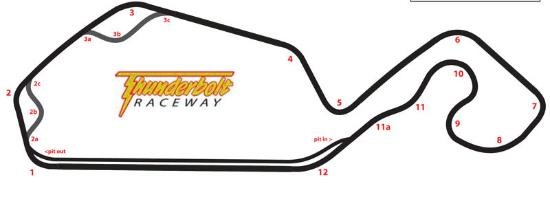 3
3a
3b
3c
6
4
10
2
2c
Thunderbolt
RACEWAY
5
11
7
2b
11a
9
2a
pit in >
8
<pit out
1
12